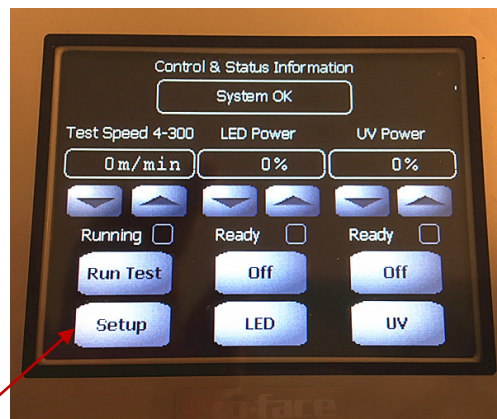 Control & Status Information
System OK
Test Speed 4-300 LED Power UV Power
0m/min 0% 0%
Running Ready Ready
Run Test Off Off
Setup LED UV